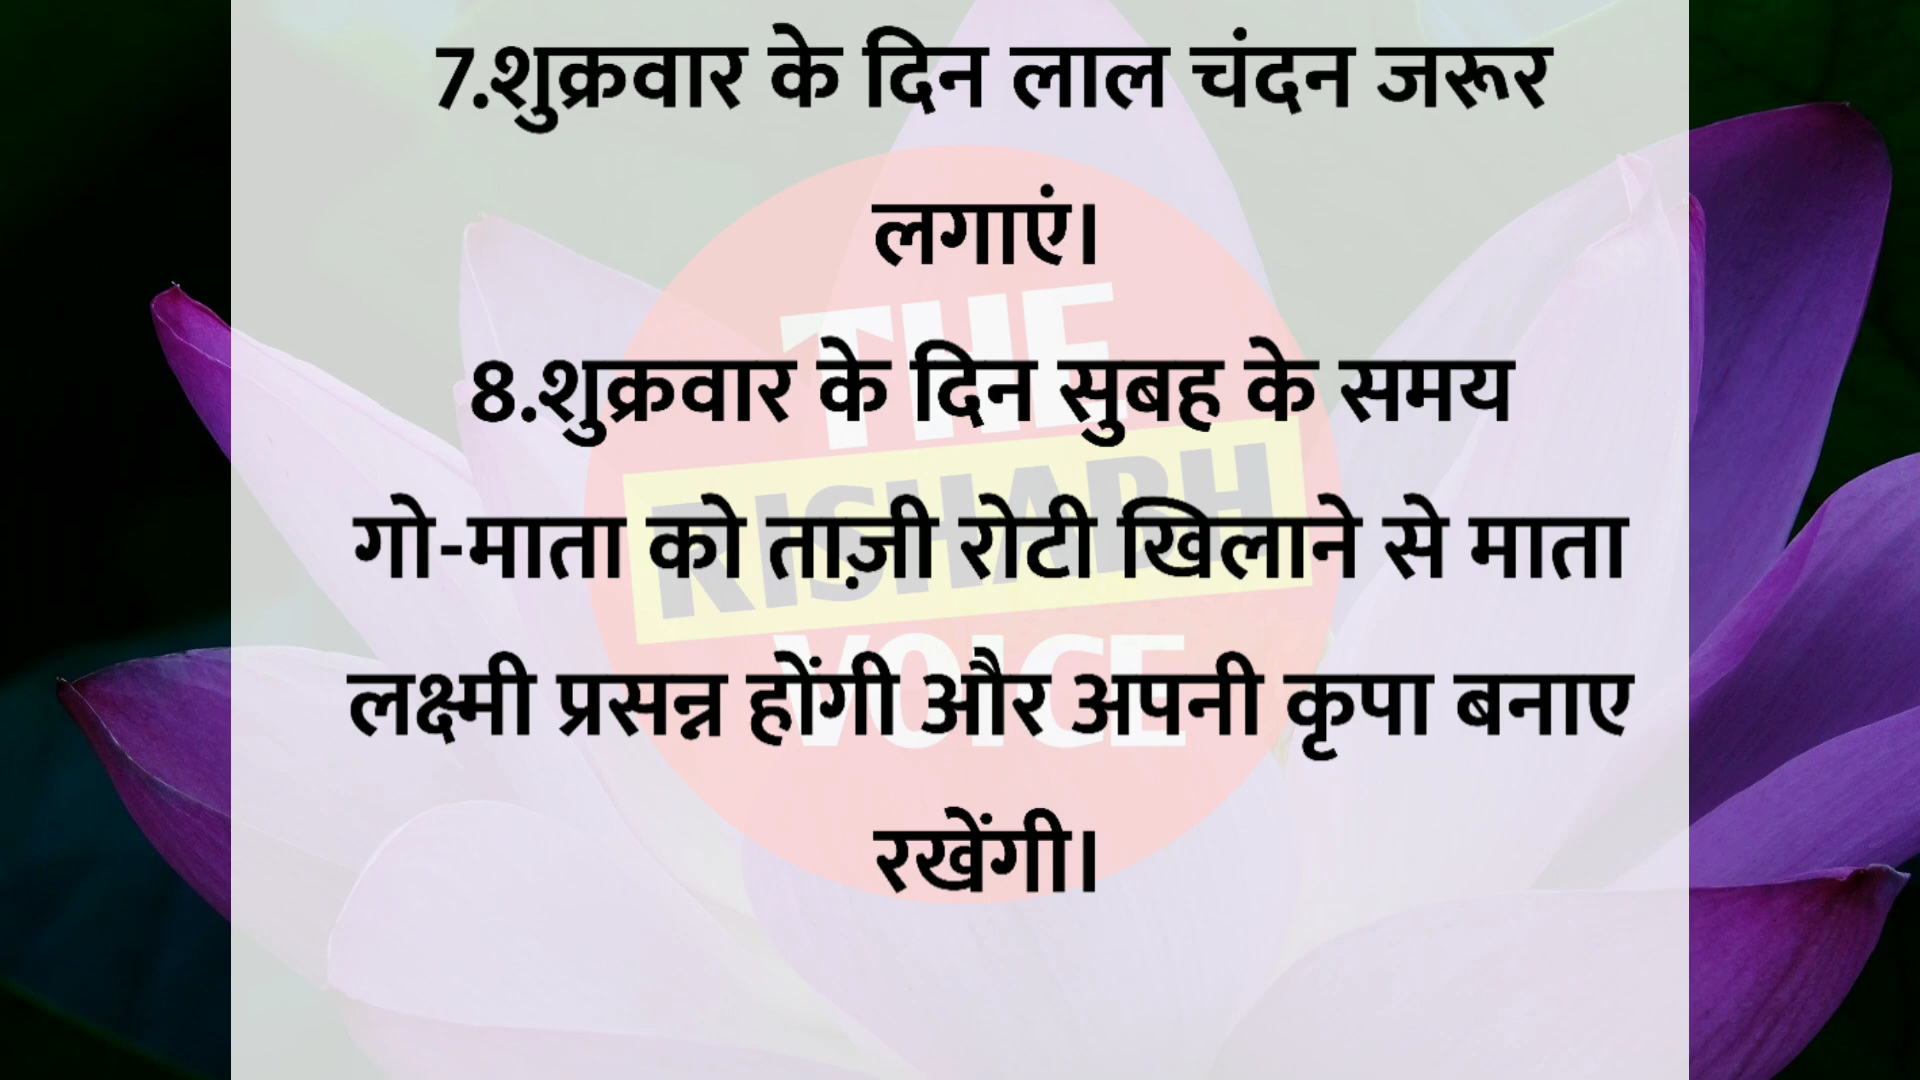 7.शुक्रवार के दिन लाल चंदन जरूर
लगाएं।
THE
8.शुक्रवार के दिन सुबह के समय
RISHABH
गो-माता को ताज़ी रोटी खिलाने से माता
VOICE
लक्ष्मी प्रसन्न होंगी और अपनी कृपा बनाए
रखेंगी।